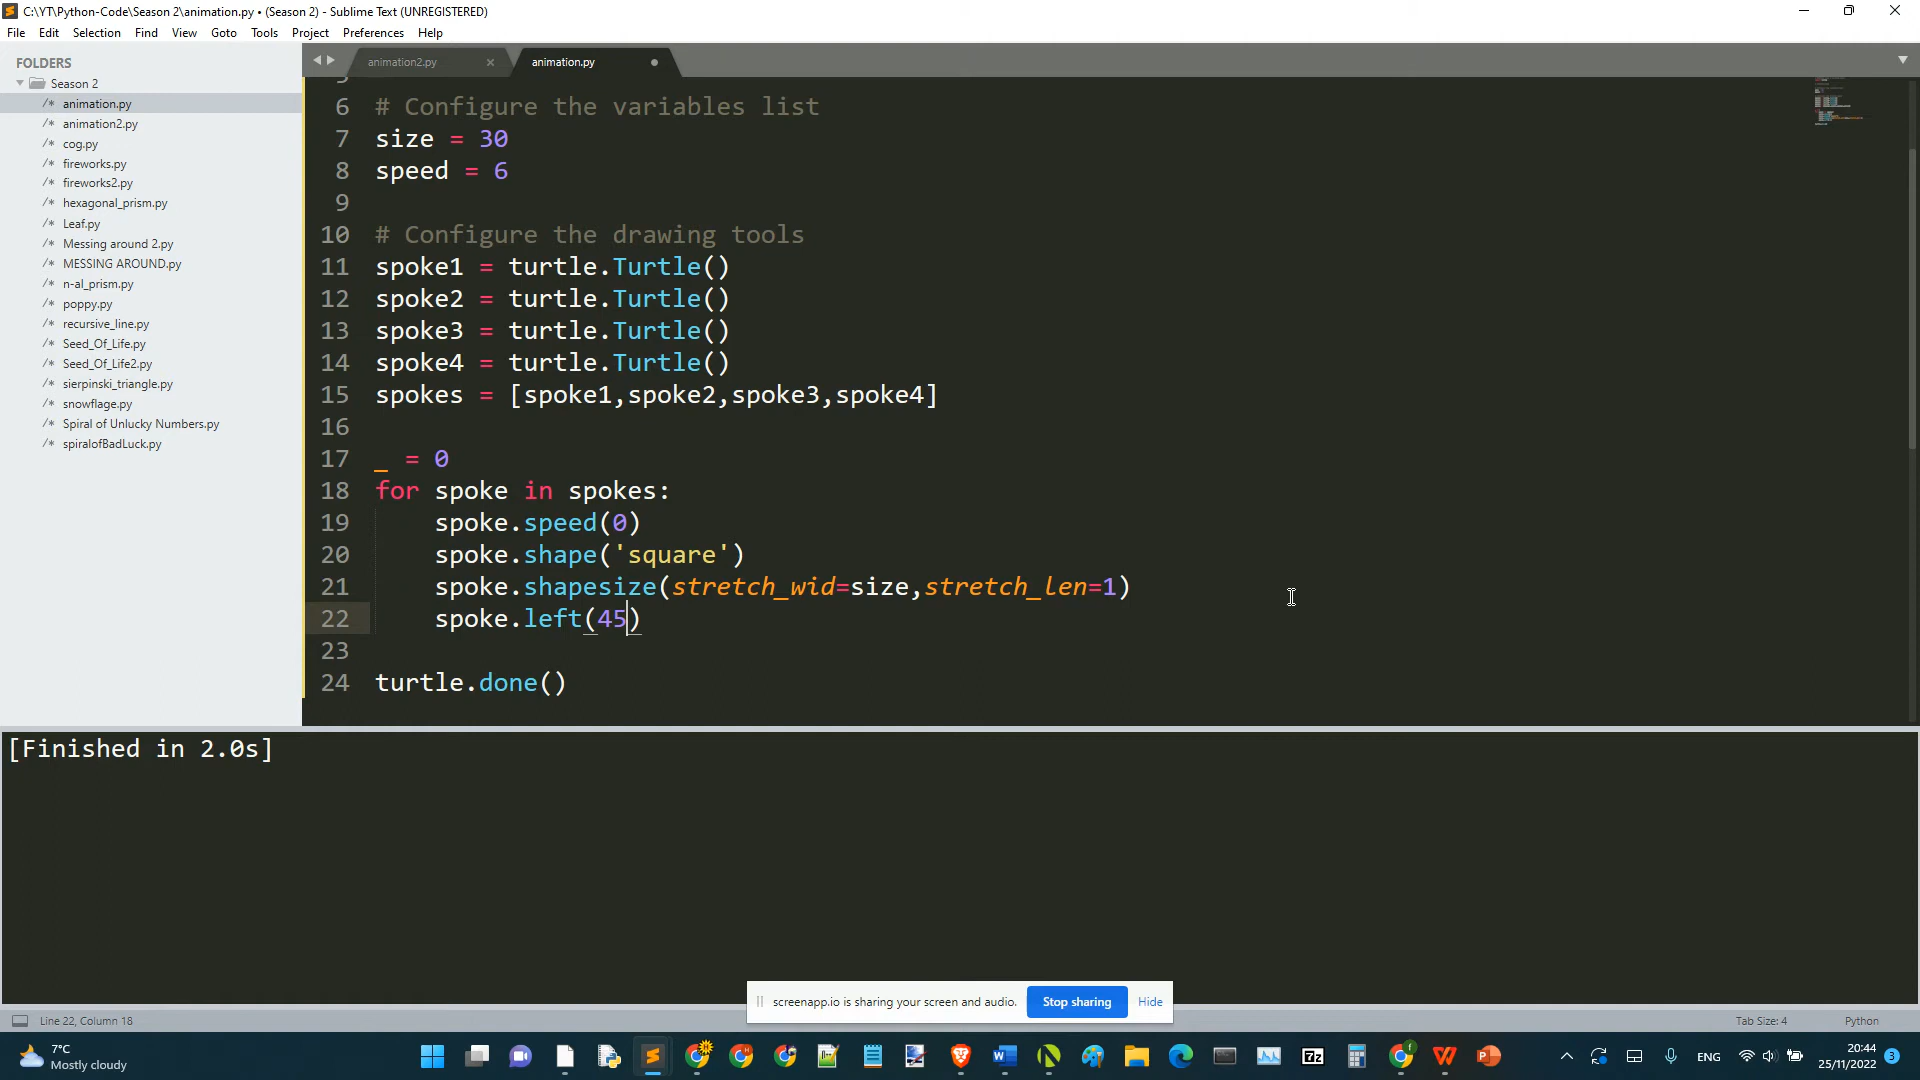 C:\YT\Python-Code\Season 2\animation.py • (Season 2) - Sublime Text (UNREGISTERED)
File Edit Selection Find View Goto Tools Project Preferences Help
FOLDERS
Season 2
/* animation.py
/* animation2.py
/* cog.py
/* fireworks.py
/* fireworks2.py
/* hexagonal_prism.py
/* Leaf.py
/* Messing around 2.py
/* MESSING AROUND.py
/* n-al_prism.py
/* poppy.py
/* recursive_line.py
/* Seed_Of_Life.py
/* Seed_Of_Life2.py
/* sierpinski_triangle.py
/* snowflage.py
/* Spiral of Unlucky Numbers.py
/* spiralofBadLuck.py
animation2.py
animation.py
6 # Configure the variables list
7 size = 30
8 speed = 6
9
10 # Configure the drawing tools
11 spoke1 = turtle.Turtle()
12 spoke2 = turtle.Turtle()
13 spoke3 = turtle.Turtle()
14 spoke4 = turtle.Turtle()
15 spokes = [spoke1,spoke2,spoke3,spoke4]
16
17 _ = 0
18 for spoke in spokes:
19     spoke.speed(0)
20     spoke.shape('square')
21     spoke.shapesize(stretch_wid=size,stretch_len=1)
22     spoke.left(45)
23
24 turtle.done()
[Finished in 2.0s]
screenapp.io is sharing your screen and audio. Stop sharing Hide
Line 22, Column 18
Tab Size: 4 Python
7°C
Mostly cloudy
7z
ENG
20:44
25/11/2022
3